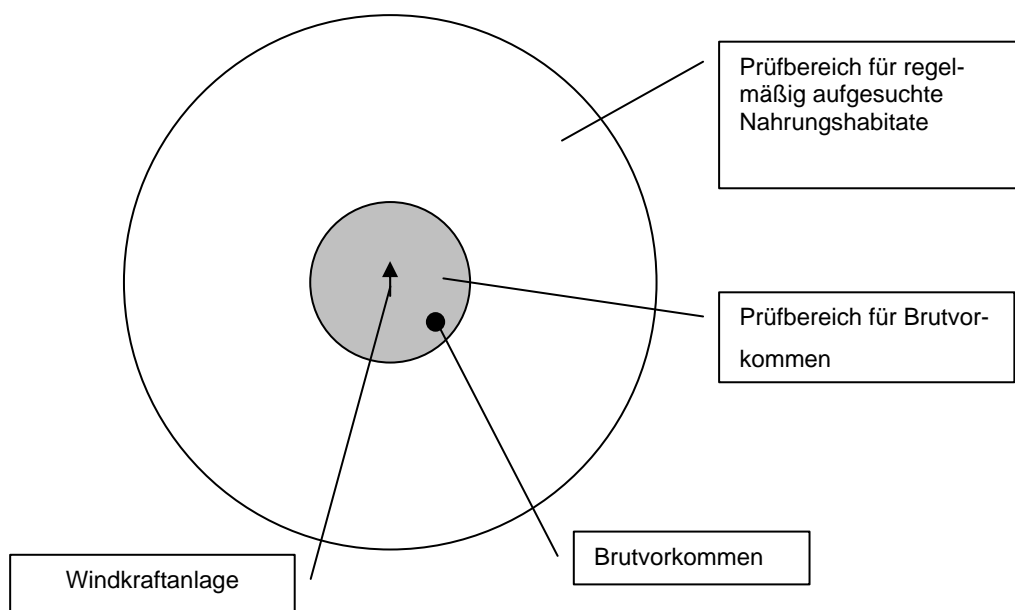 Prüfbereich für regel-
mäßig aufgesuchte
Nahrungshabitate
Prüfbereich für Brutvor-
kommen
Brutvorkommen
Windkraftanlage